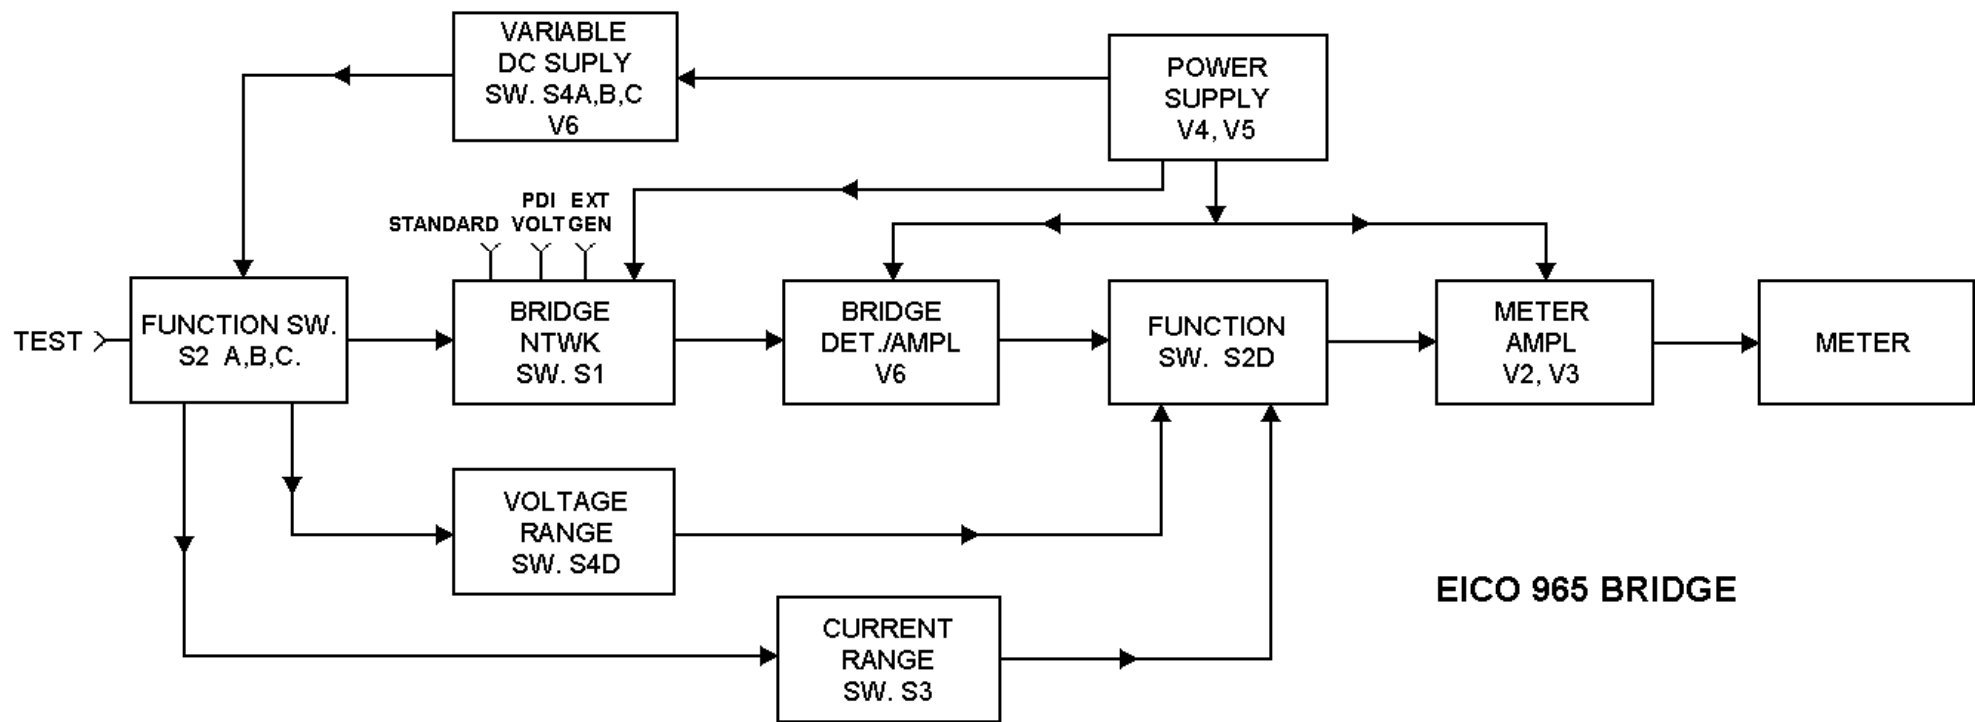 VARIABLE
DC SUPLY
SW. S4A,B,C
V6
POWER
SUPPLY
V4, V5
STANDARD
PDI
VOLT
EXT
GEN
TEST
FUNCTION SW.
S2 A,B,C.
BRIDGE
NTWK
SW. S1
BRIDGE
DET./AMPL
V6
FUNCTION
SW. S2D
METER
AMPL
V2, V3
METER
VOLTAGE
RANGE
SW. S4D
CURRENT
RANGE
SW. S3
EICO 965 BRIDGE